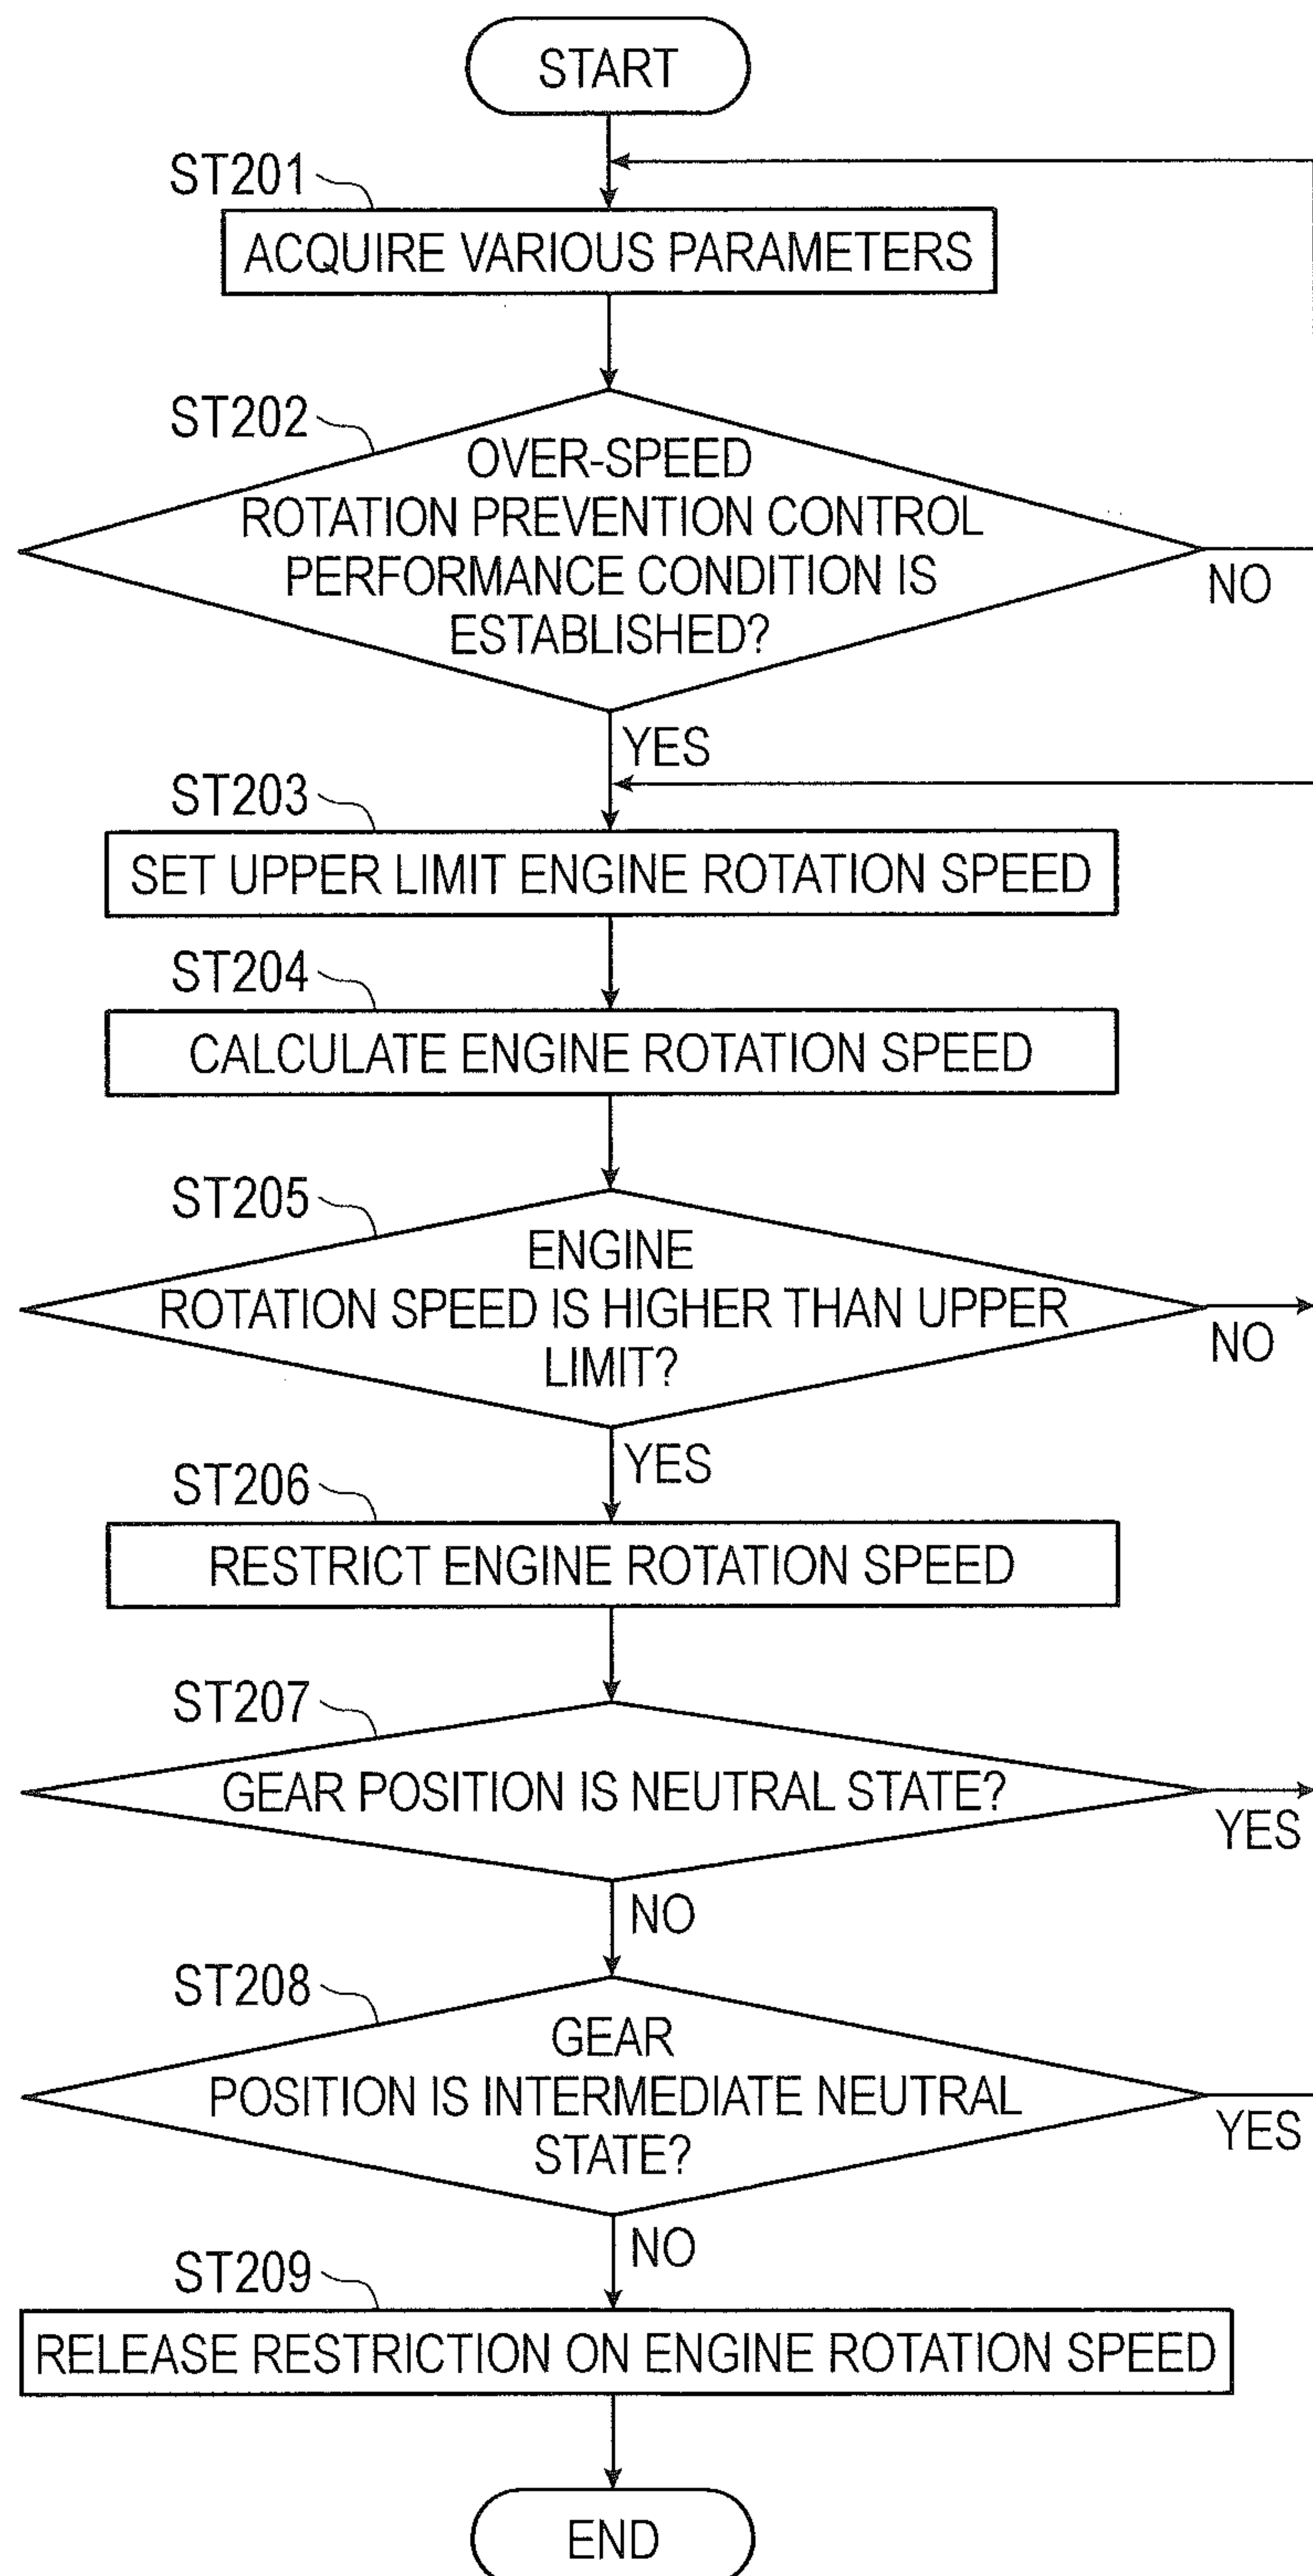 START
ST201
ACQUIRE VARIOUS PARAMETERS
ST202
OVER-SPEED
ROTATION PREVENTION CONTROL
PERFORMANCE CONDITION IS
ESTABLISHED?
NO
YES
ST203
SET UPPER LIMIT ENGINE ROTATION SPEED
ST204
CALCULATE ENGINE ROTATION SPEED
ST205
ENGINE
ROTATION SPEED IS HIGHER THAN UPPER
LIMIT?
NO
YES
ST206
RESTRICT ENGINE ROTATION SPEED
ST207
GEAR POSITION IS NEUTRAL STATE?
YES
NO
ST208
GEAR
POSITION IS INTERMEDIATE NEUTRAL
STATE?
YES
NO
ST209
RELEASE RESTRICTION ON ENGINE ROTATION SPEED
END